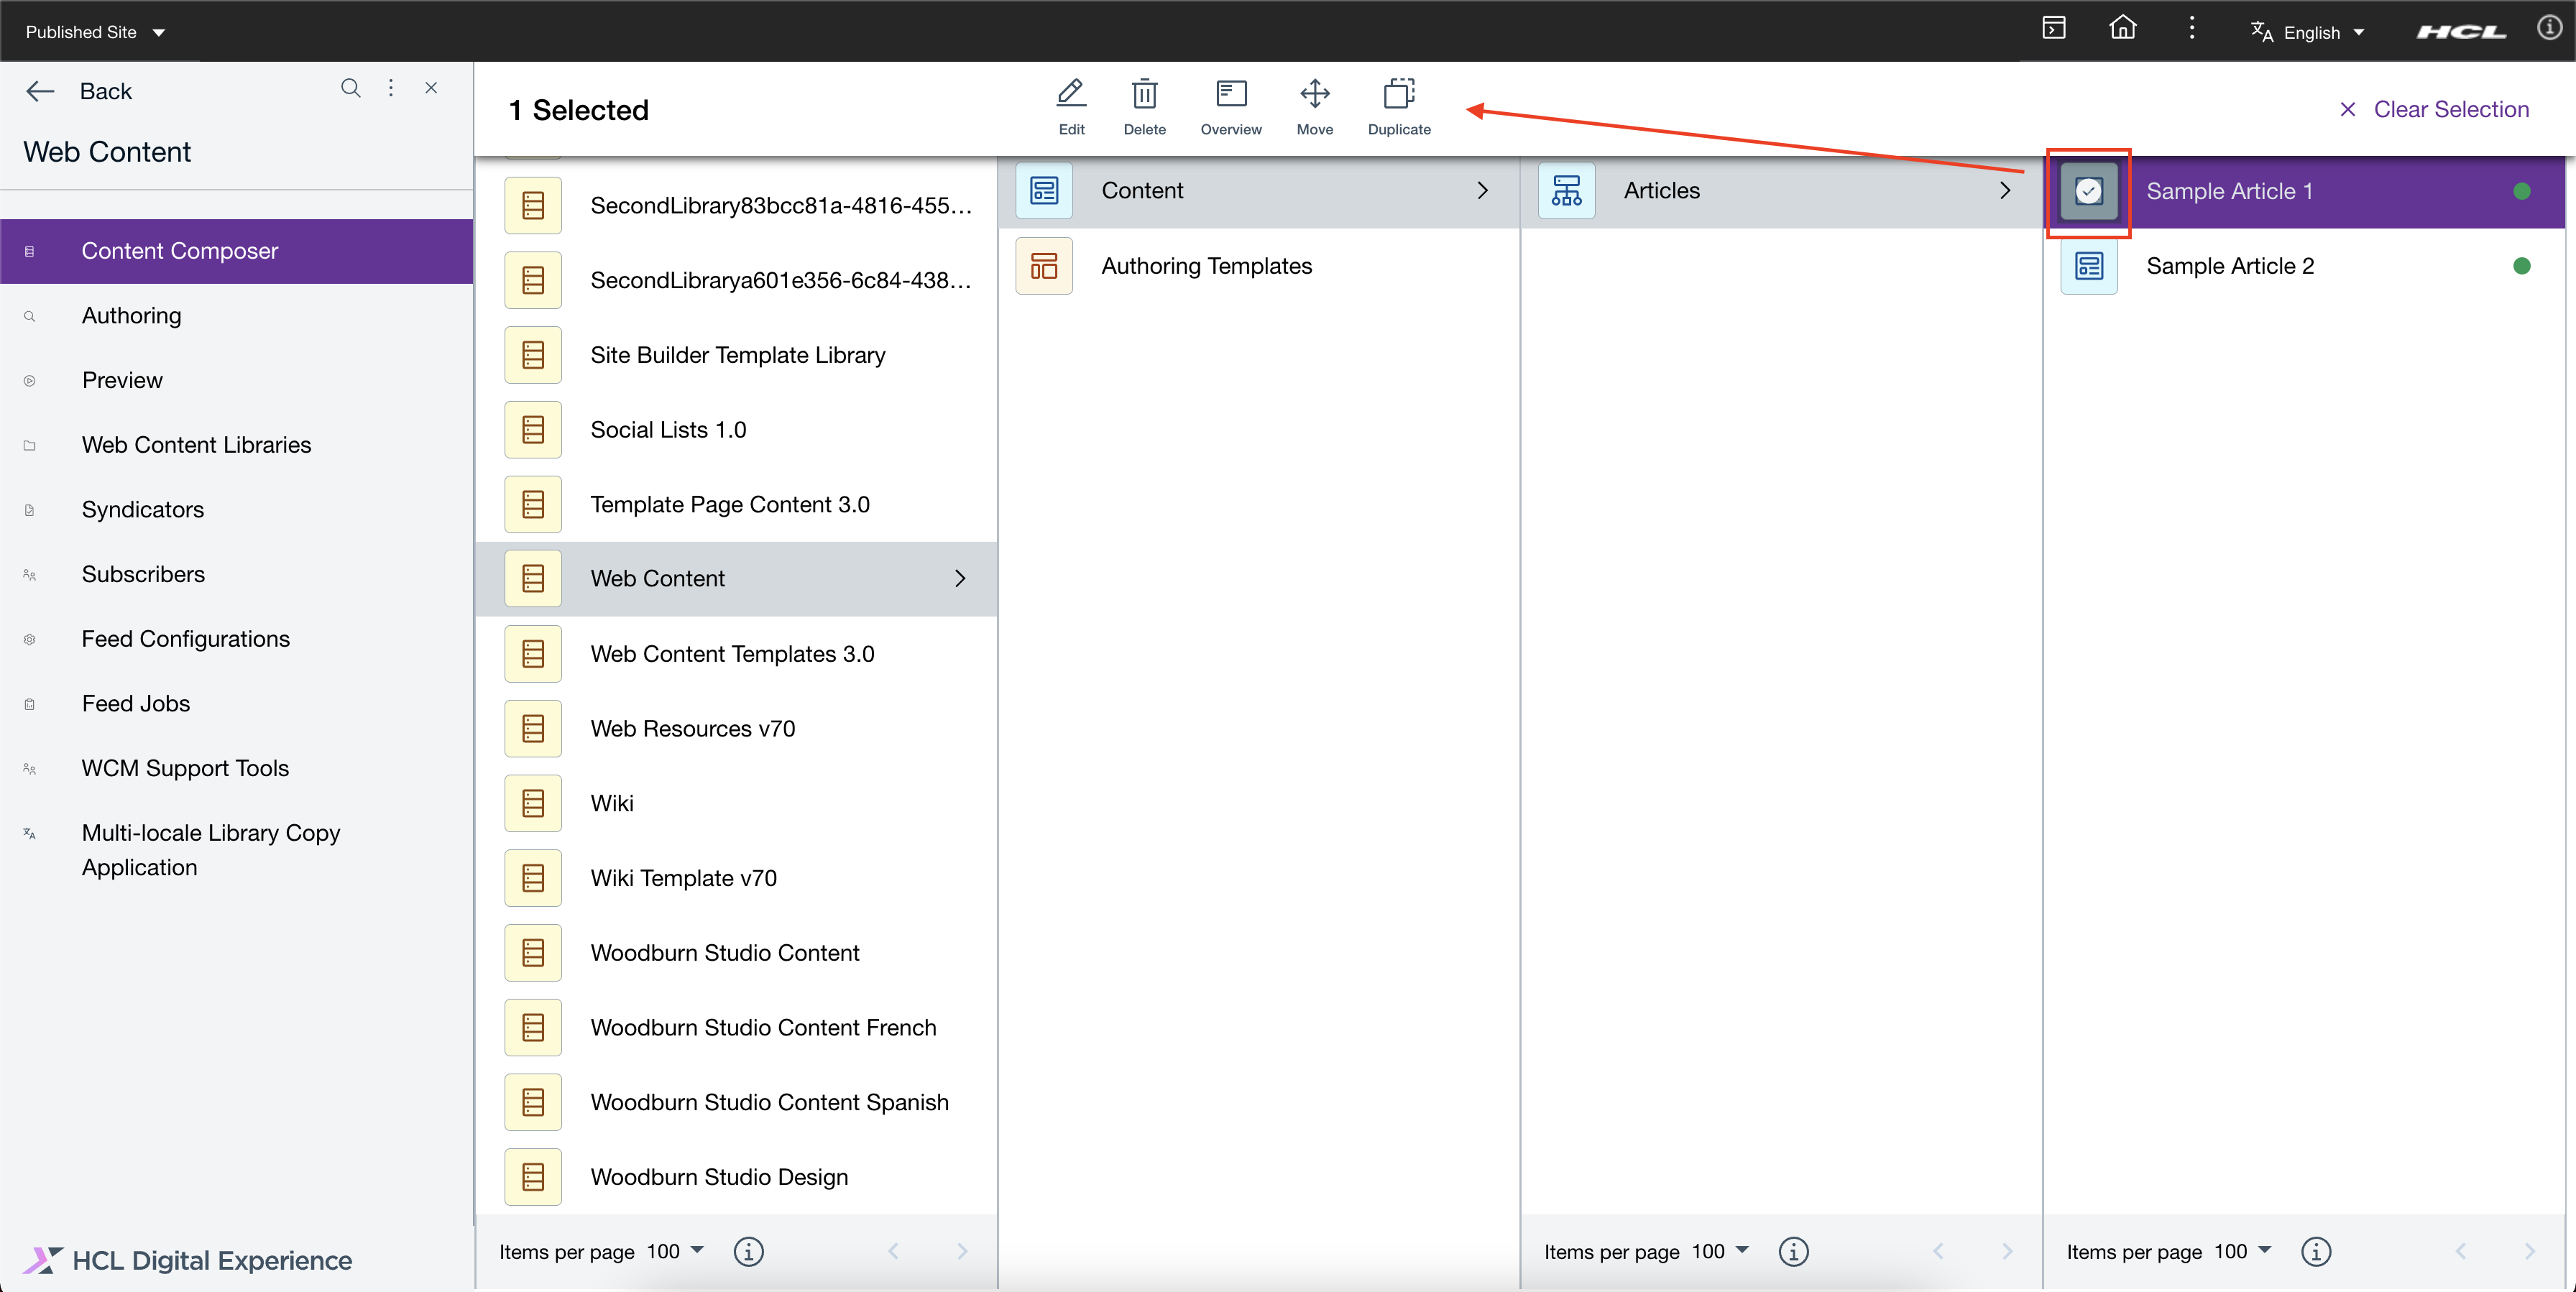 Published Site
English
HCL
Back
Web Content
Content Composer
Authoring
Preview
Web Content Libraries
Syndicators
Subscribers
Feed Configurations
Feed Jobs
WCM Support Tools
Multi-locale Library Copy
Application
HCL Digital Experience
1 Selected
Edit
Delete
Overview
Move
Duplicate
Clear Selection
SecondLibrary83bcc81a-4816-455...
SecondLibrarya601e356-6c84-438...
Site Builder Template Library
Social Lists 1.0
Template Page Content 3.0
Web Content
Web Content Templates 3.0
Web Resources v70
Wiki
Wiki Template v70
Woodburn Studio Content
Woodburn Studio Content French
Woodburn Studio Content Spanish
Woodburn Studio Design
Items per page 100
Content
Authoring Templates
Articles
Items per page 100
Sample Article 1
Sample Article 2
Items per page 100